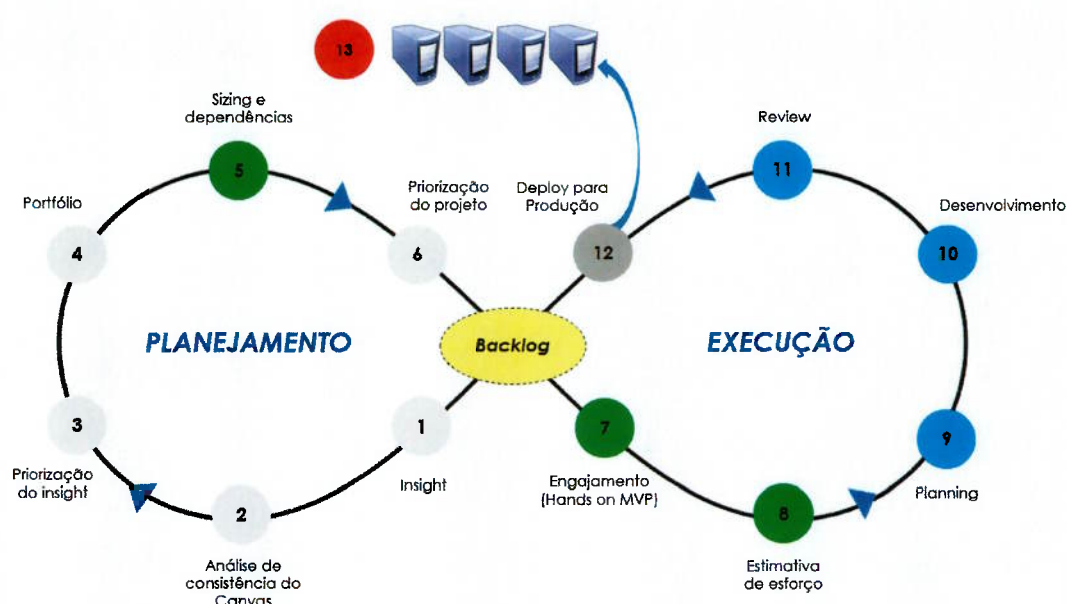 13
Sizing e
dependências
5
Review
11
Portfólio
4
Priorização
do projeto
6
Deploy para
Produção
12
Desenvolvimento
10
PLANEJAMENTO
Backlog
EXECUÇÃO
3
Priorização
do insight
1
Insight
7
Engajamento
(Hands on MVP)
9
Planning
2
Análise de
consistência do
Canvas
8
Estimativa
de esforço